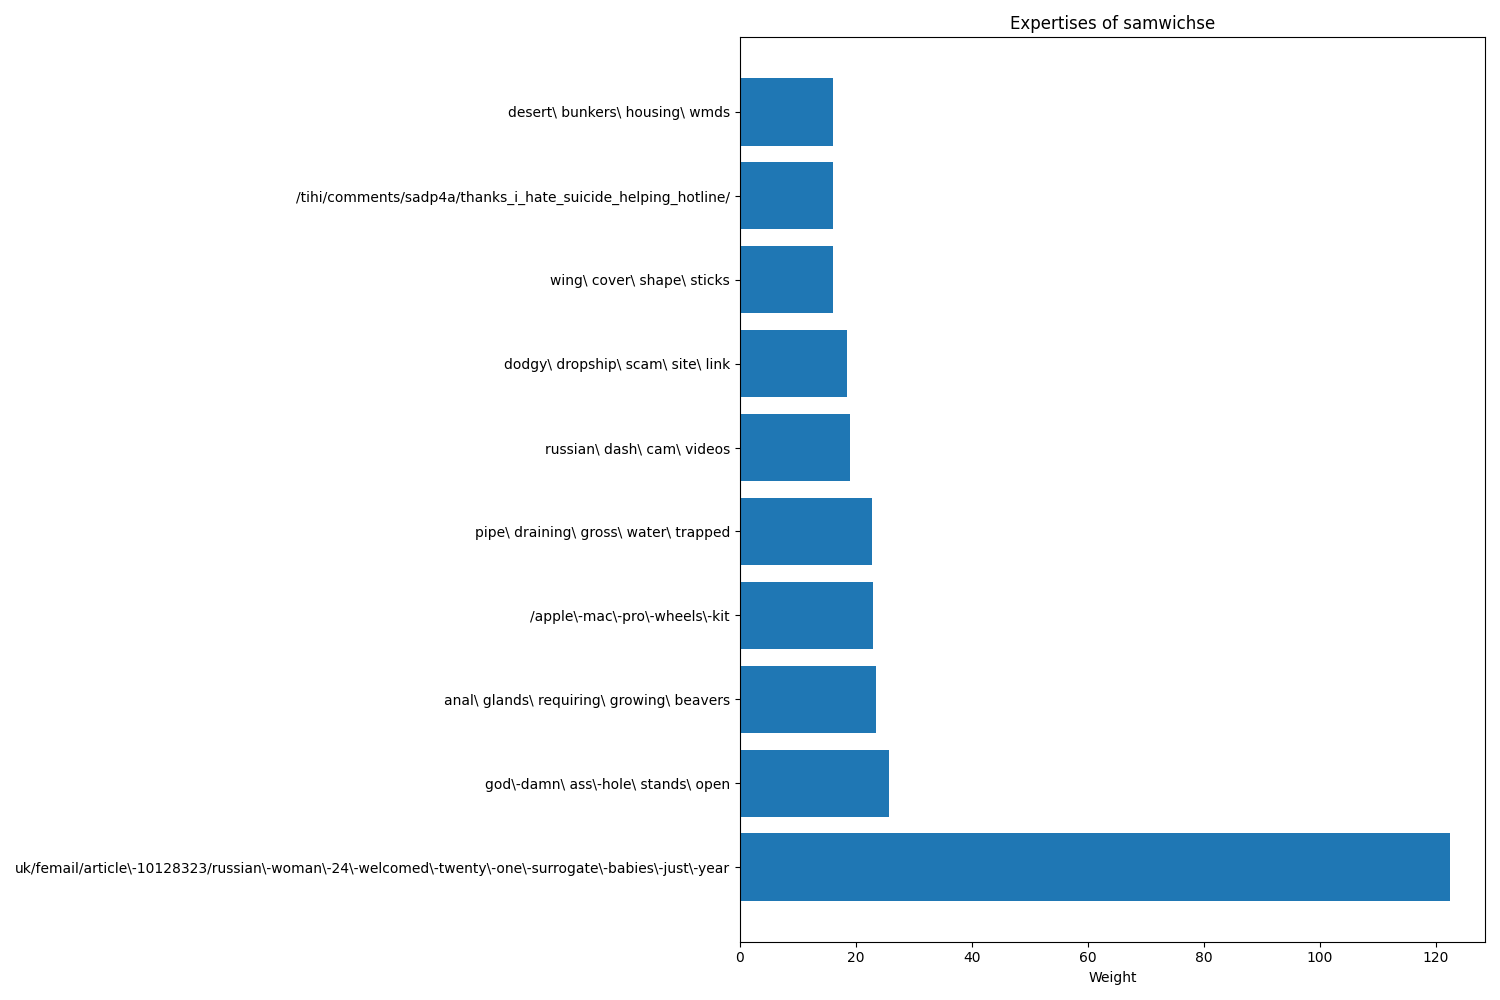 Expertises of samwichse
desert\ bunkers\ housing\ wmds
/tihi/comments/sadp4a/thanks_i_hate_suicide_helping_hotline/
wing\ cover\ shape\ sticks
dodgy\ dropship\ scam\ site\ link
russian\ dash\ cam\ videos
pipe\ draining\ gross\ water\ trapped
/apple\-mac\-pro\-wheels\-kit
anal\ glands\ requiring\ growing\ beavers
god\-damn\ ass\-hole\ stands\ open
uk/femail/article\-10128323/russian\-woman\-24\-welcomed\-twenty\-one\-surrogate\-babies\-just\-year
0 20 40 60 80 100 120
Weight